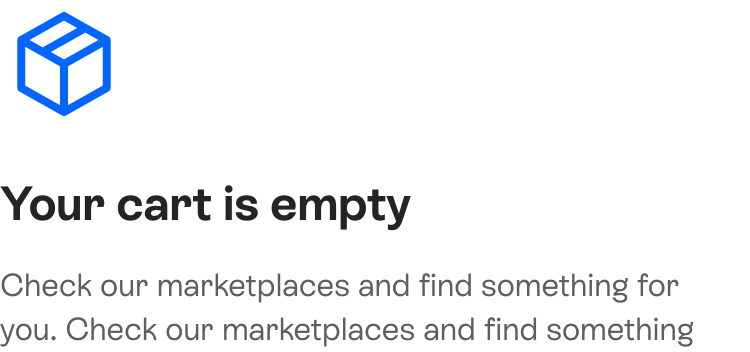 Your cart is empty
Check our marketplaces and find something for
you. Check our marketplaces and find something